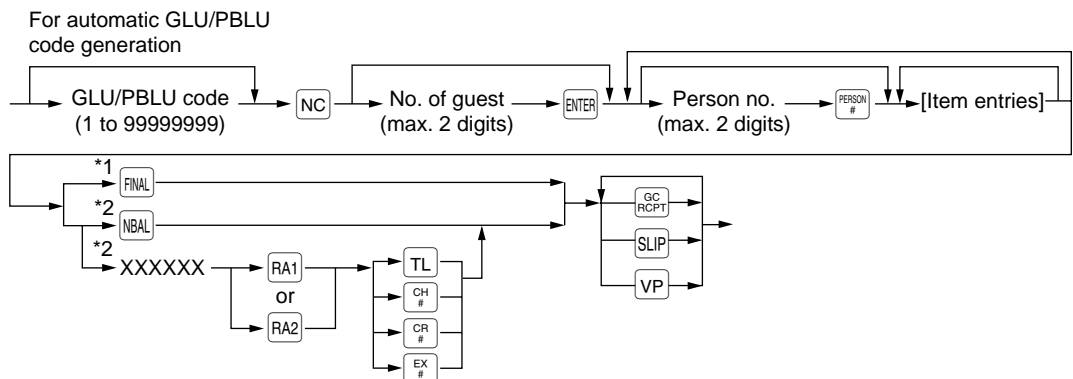 For automatic GLU/PBLU
code generation
GLU/PBLU code
(1 to 99999999)
NC
No. of guest
(max. 2 digits)
ENTER
Person no.
(max. 2 digits)
PERSON
#
[Item entries]
*1
FINAL
*2
NBAL
*2
XXXXXX
RA1
or
RA2
TL
CH
#
CR
#
EX
#
GC
RCPT
SLIP
VP